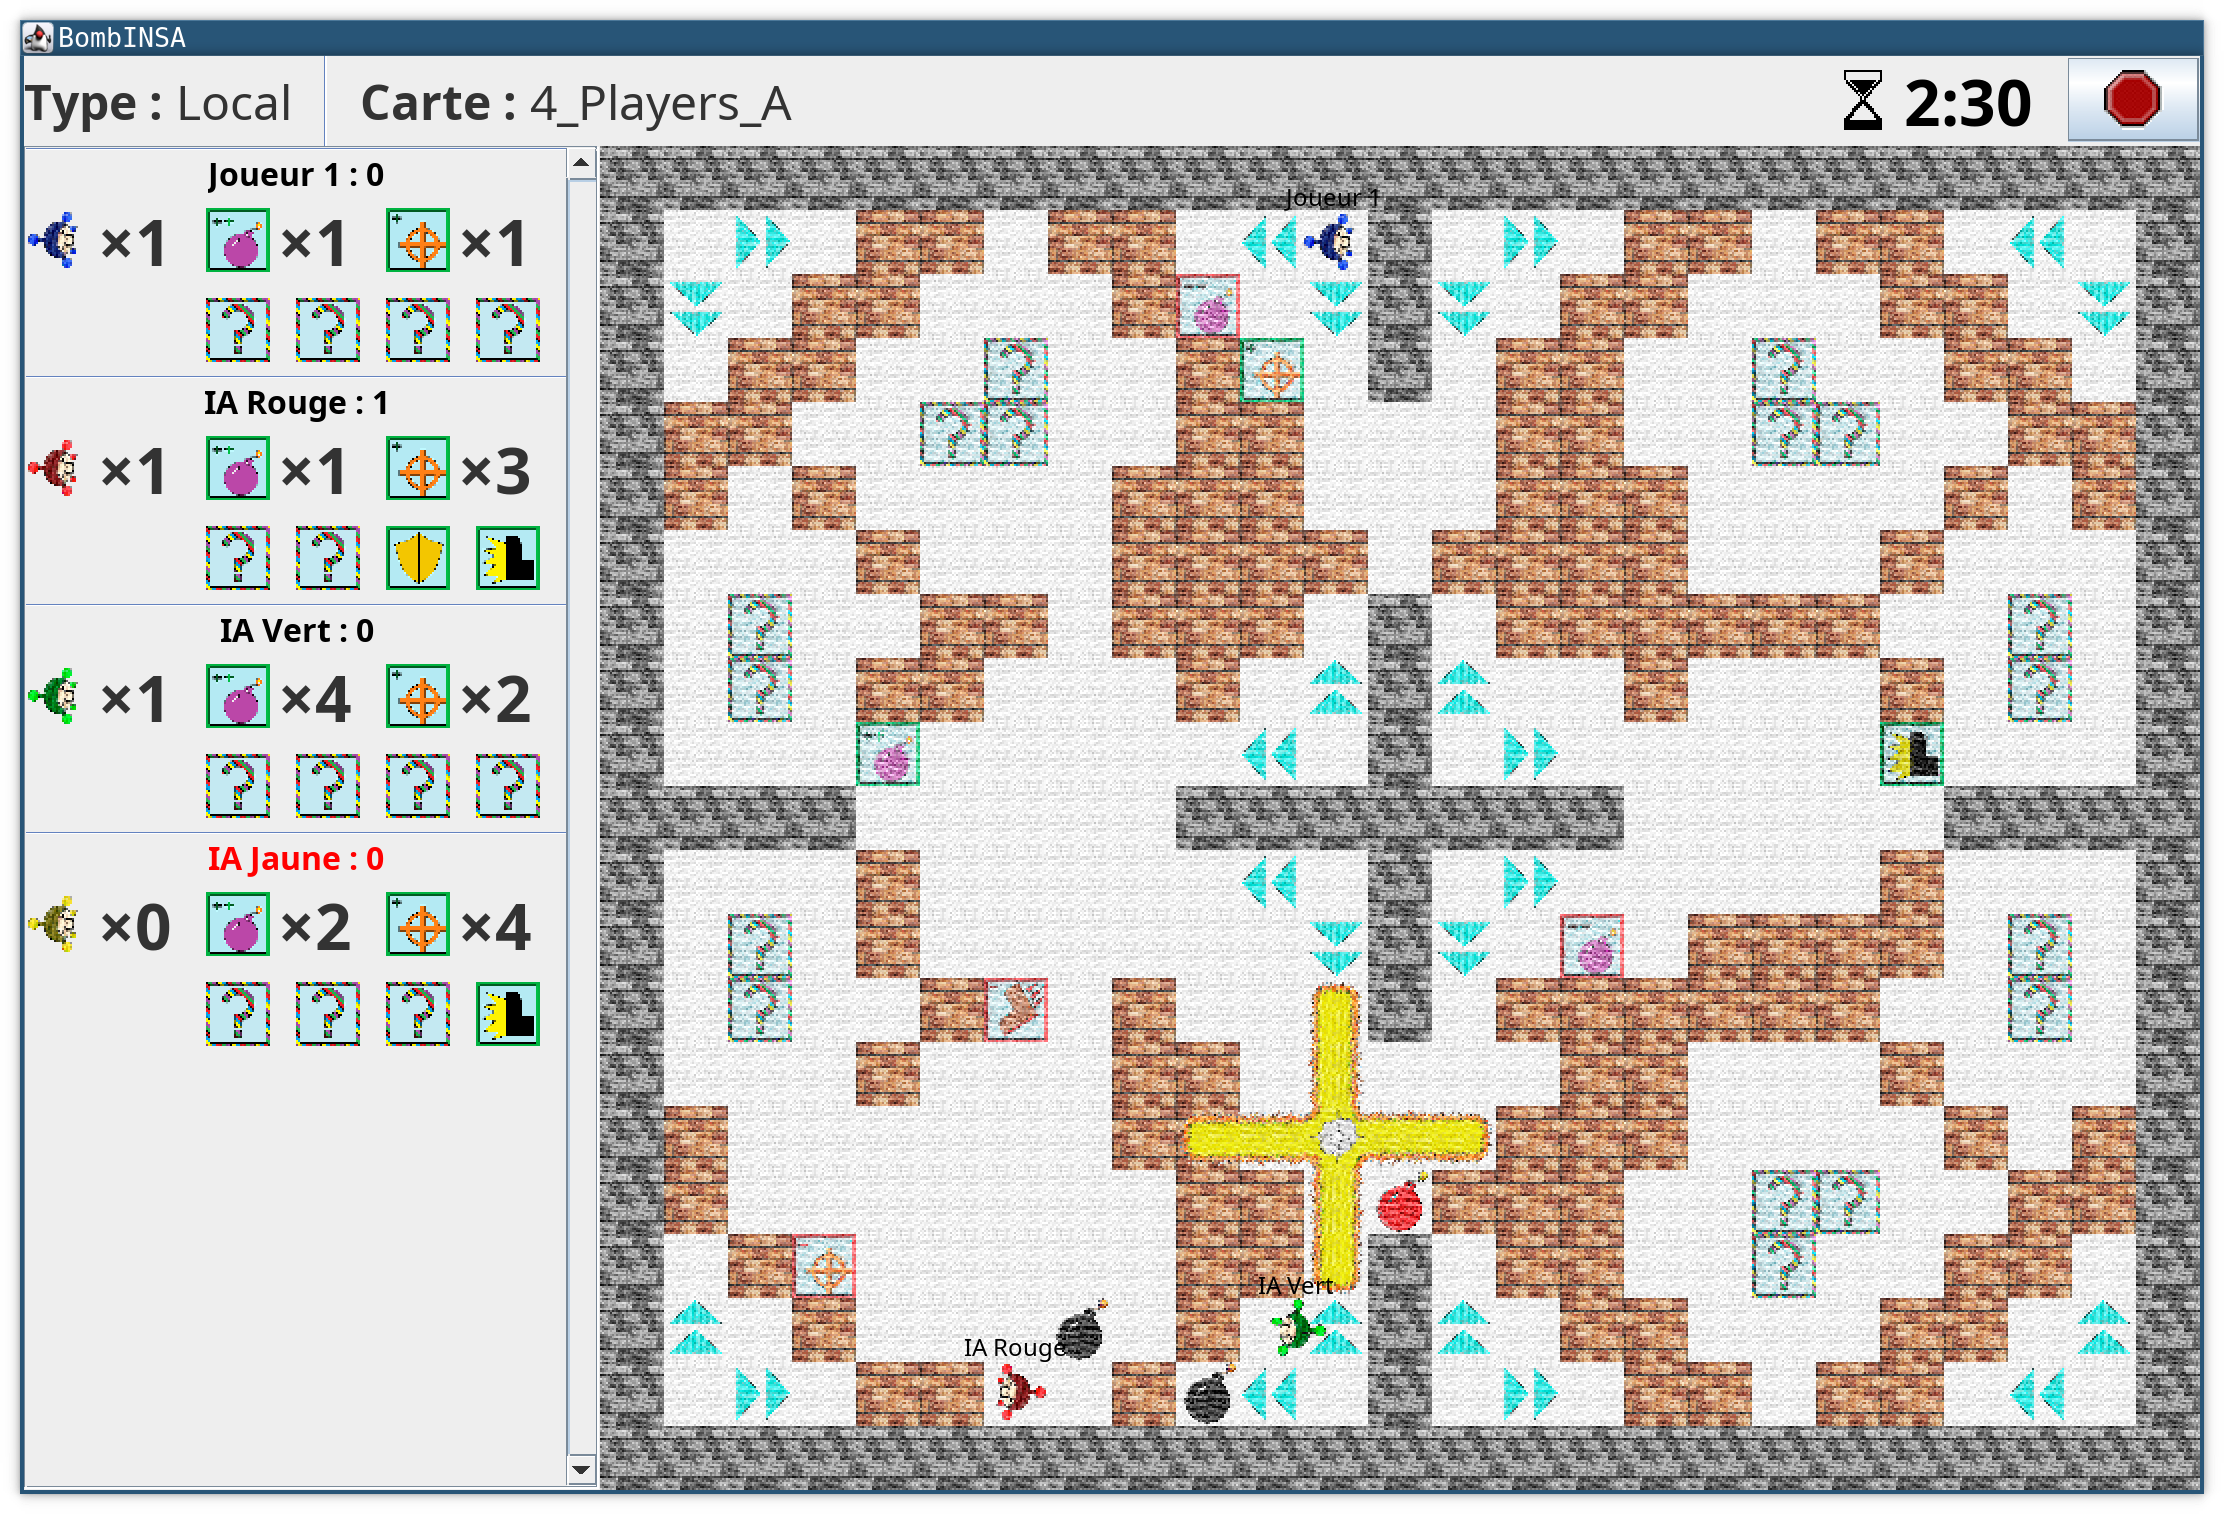 BombINSA
Type : Local
Carte : 4_Players_A
2:30
Joueur 1 : 0
×1 ×1 ×1
IA Rouge : 1
×1 ×1 ×3
IA Vert : 0
×1 ×4 ×2
IA Jaune : 0
×0 ×2 ×4
Joueur 1
IA Vert
IA Rouge